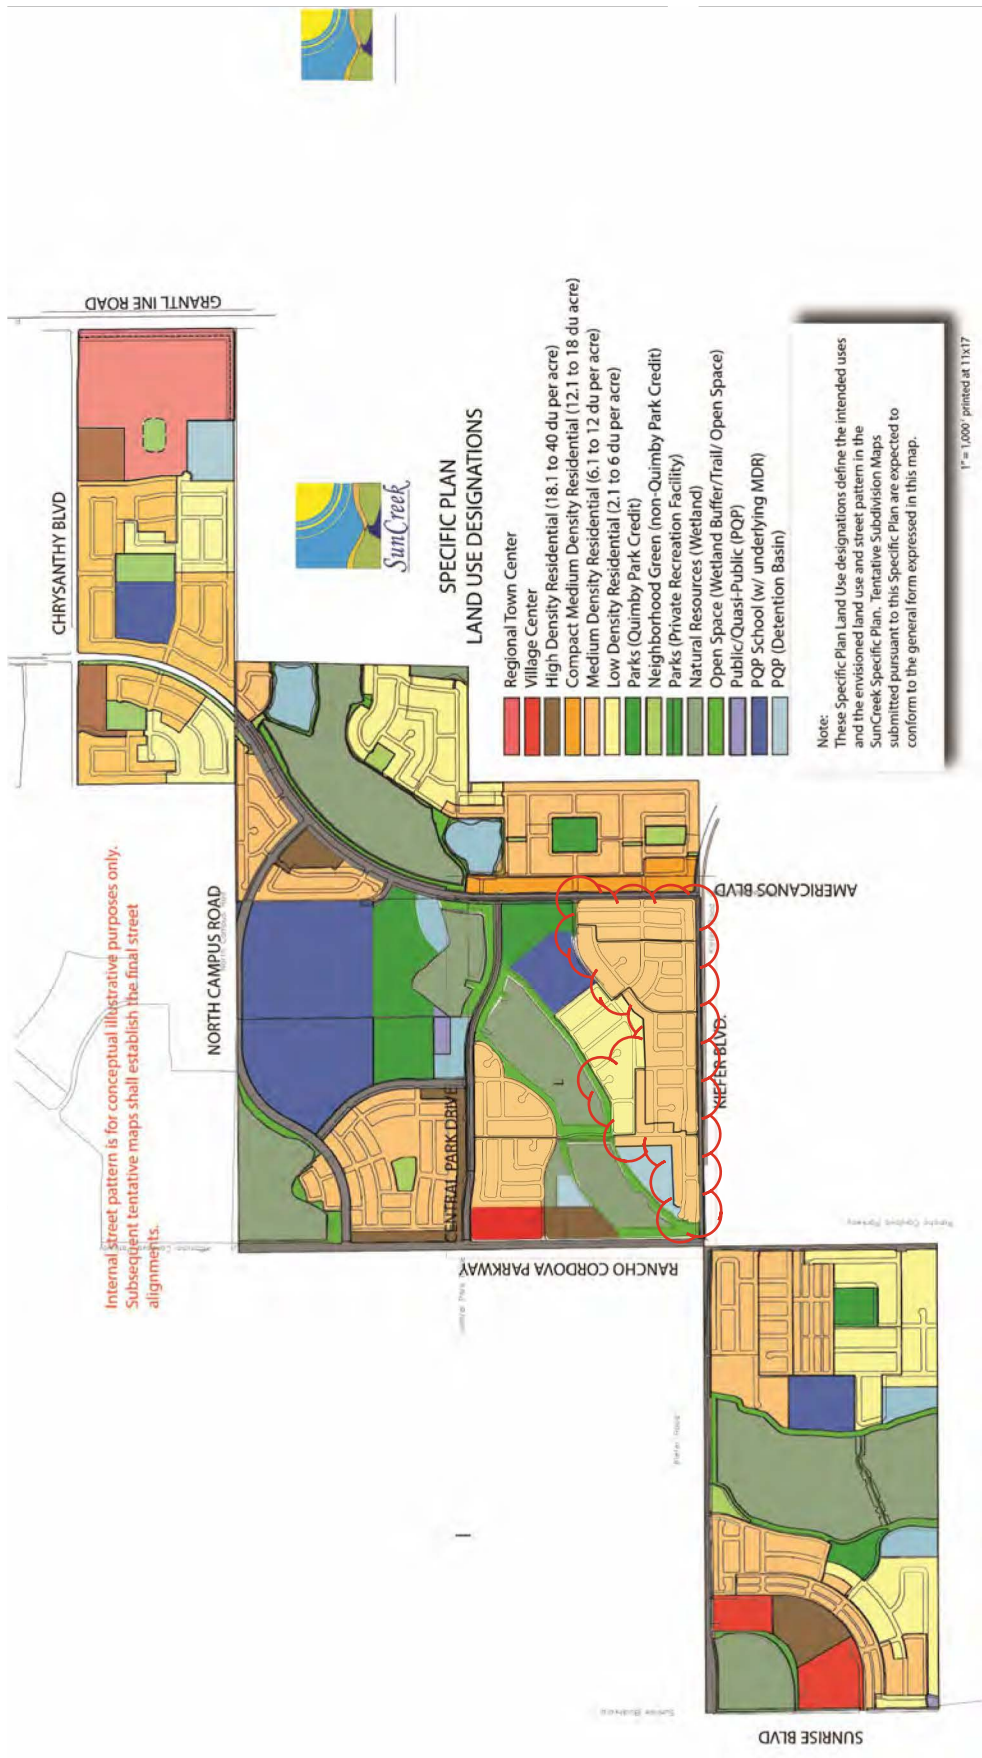 GRANT LINE ROAD
CHRYSANTHY BLVD
SunCreek
SPECIFIC PLAN
LAND USE DESIGNATIONS
Regional Town Center
Village Center
High Density Residential (18.1 to 40 du per acre)
Compact Medium Density Residential (12.1 to 18 du acre)
Medium Density Residential (6.1 to 12 du per acre)
Low Density Residential (2.1 to 6 du per acre)
Parks (Quimby Park Credit)
Neighborhood Green (non-Quimby Park Credit)
Parks (Private Recreation Facility)
Natural Resources (Wetland)
Open Space (Wetland Buffer/Trail/ Open Space)
Public/Quasi-Public (PQP)
PQP School (w/ underlying MDR)
PQP (Detention Basin)
Note:
These Specific Plan Land Use designations define the intended uses
and the envisioned land use and street pattern in the
SunCreek Specific Plan. Tentative Subdivision Maps
submitted pursuant to this Specific Plan are expected to
conform to the general form expressed in this map.
1" = 1,000' printed at 11x17
Internal street pattern is for conceptual illustrative purposes only.
Subsequent tentative maps shall establish the final street
alignments.
NORTH CAMPUS ROAD
AMERICANOS BLVD
KIEFER BLVD.
CENTRAL PARK DRIVE
L
RANCHO CORDOVA PARKWAY
Rancho Cordova Parkway
Sunrise Boulevard
SUNRISE BLVD